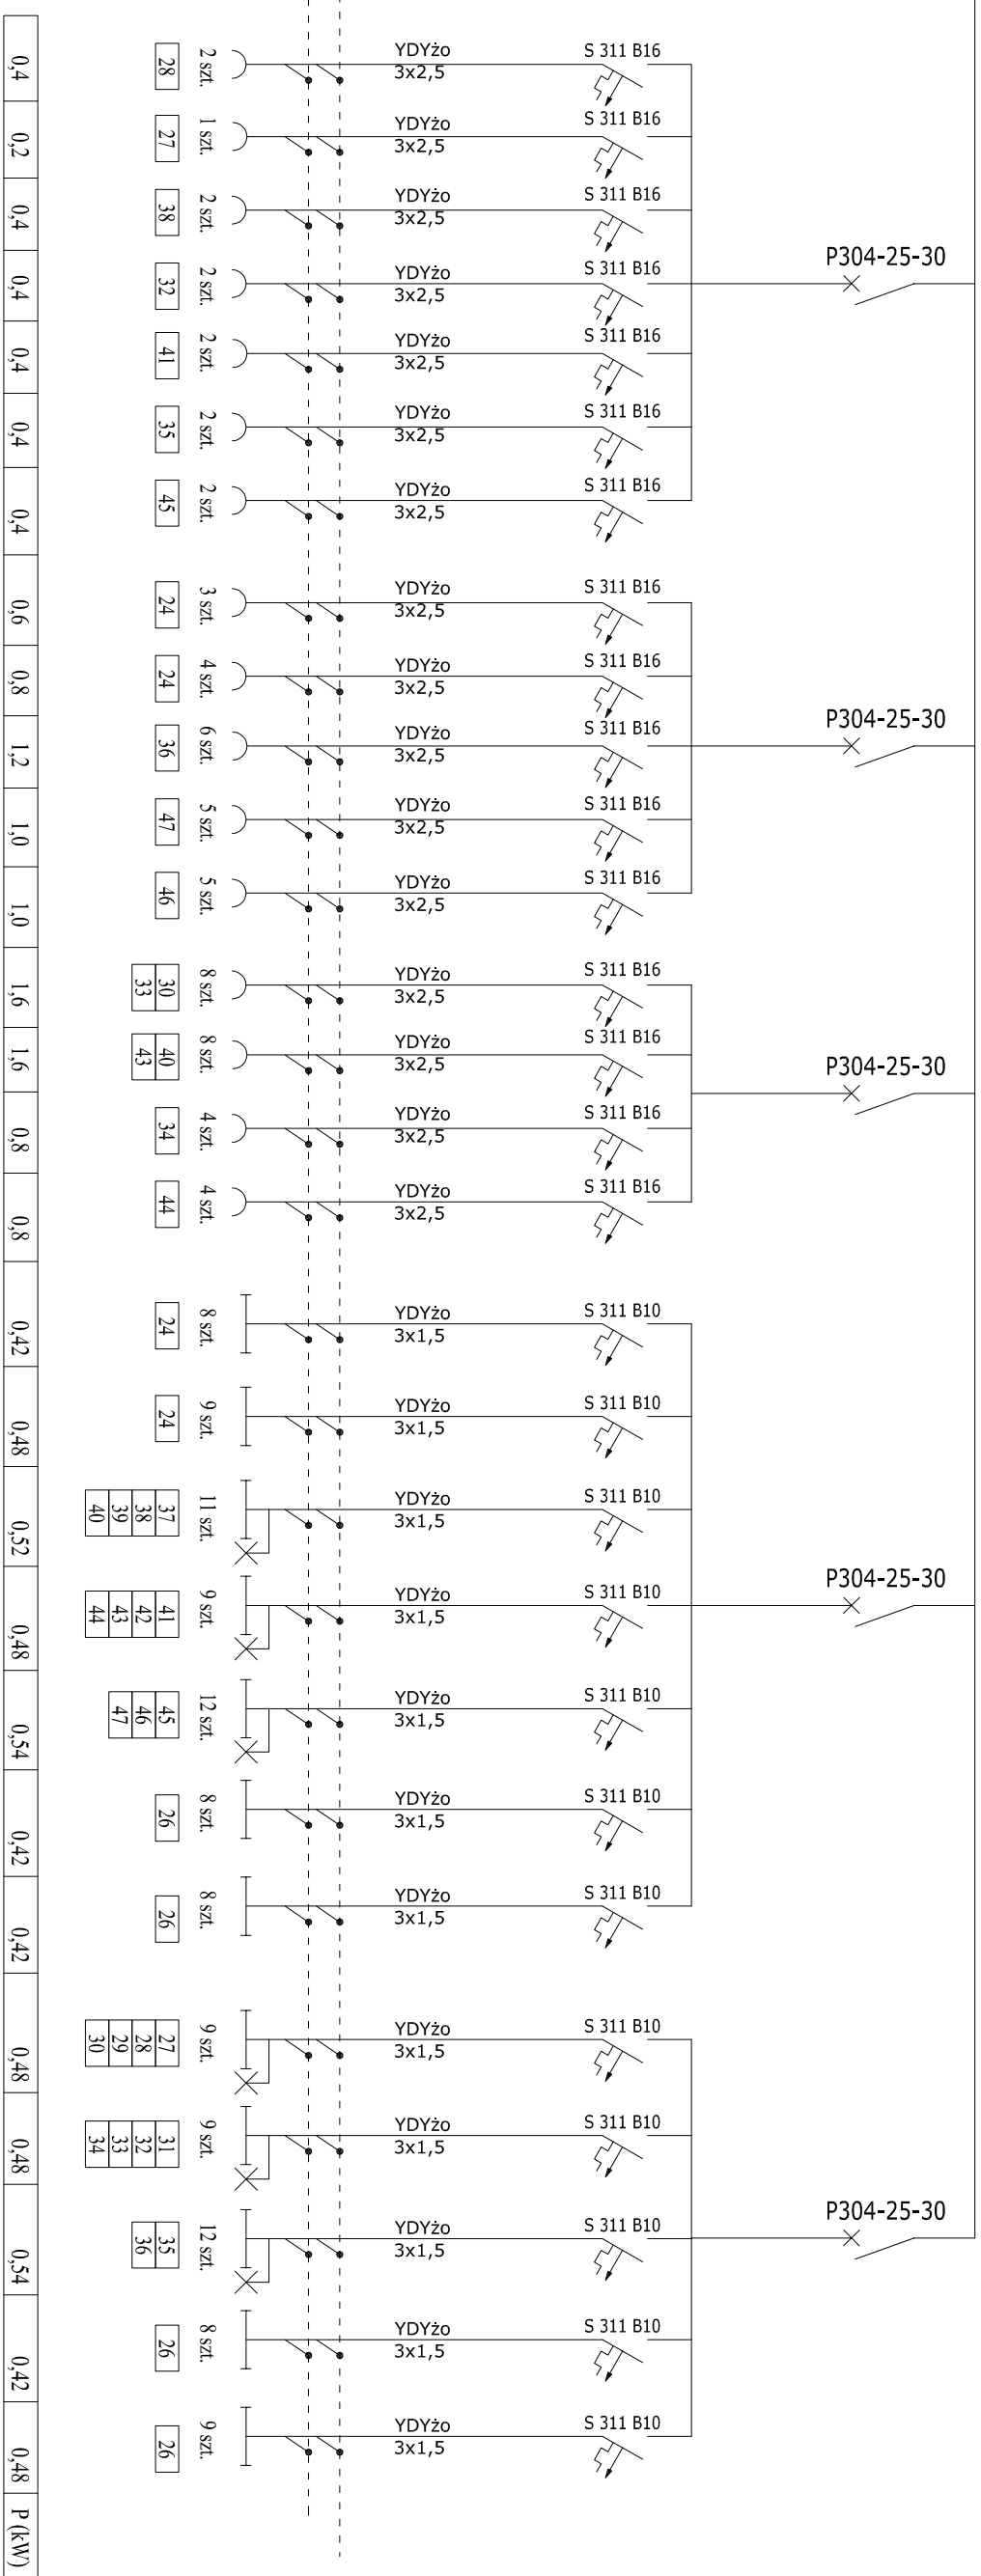 P304-25-30
S 311 B16
YDYżo
3x2,5
2 szt.
28
0,4
S 311 B16
YDYżo
3x2,5
1 szt.
27
0,2
S 311 B16
YDYżo
3x2,5
2 szt.
38
0,4
S 311 B16
YDYżo
3x2,5
2 szt.
32
0,4
S 311 B16
YDYżo
3x2,5
2 szt.
41
0,4
S 311 B16
YDYżo
3x2,5
2 szt.
35
0,4
S 311 B16
YDYżo
3x2,5
2 szt.
45
0,4
P304-25-30
S 311 B16
YDYżo
3x2,5
3 szt.
24
0,6
S 311 B16
YDYżo
3x2,5
4 szt.
24
0,8
S 311 B16
YDYżo
3x2,5
6 szt.
36
1,2
S 311 B16
YDYżo
3x2,5
5 szt.
47
1,0
S 311 B16
YDYżo
3x2,5
5 szt.
46
1,0
P304-25-30
S 311 B16
YDYżo
3x2,5
8 szt.
30
33
1,6
S 311 B16
YDYżo
3x2,5
8 szt.
40
43
1,6
S 311 B16
YDYżo
3x2,5
4 szt.
34
0,8
S 311 B16
YDYżo
3x2,5
4 szt.
44
0,8
P304-25-30
S 311 B10
YDYżo
3x1,5
8 szt.
24
0,42
S 311 B10
YDYżo
3x1,5
9 szt.
24
0,48
S 311 B10
YDYżo
3x1,5
11 szt.
37
38
39
40
0,52
S 311 B10
YDYżo
3x1,5
9 szt.
41
42
43
44
0,48
S 311 B10
YDYżo
3x1,5
12 szt.
45
46
47
0,54
S 311 B10
YDYżo
3x1,5
8 szt.
26
0,42
S 311 B10
YDYżo
3x1,5
8 szt.
26
0,42
P304-25-30
S 311 B10
YDYżo
3x1,5
9 szt.
27
28
29
30
0,48
S 311 B10
YDYżo
3x1,5
9 szt.
31
32
33
34
0,48
S 311 B10
YDYżo
3x1,5
12 szt.
35
36
0,54
S 311 B10
YDYżo
3x1,5
8 szt.
26
0,42
S 311 B10
YDYżo
3x1,5
9 szt.
26
0,48
P (kW)